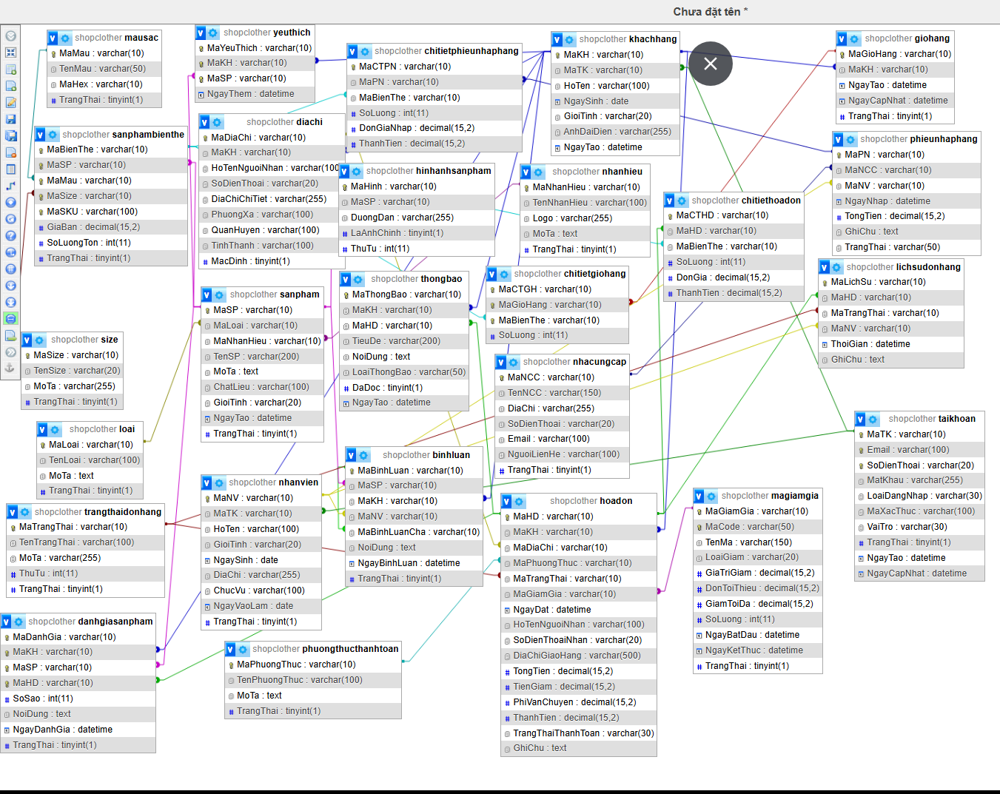 Chưa đặt tên *
shopclother mausac
MaMau : varchar(10)
TenMau : varchar(50)
MaHex : varchar(10)
TrangThai : tinyint(1)
shopclother yeuthich
MaYeuThich : varchar(10)
MaKH : varchar(10)
MaSP : varchar(10)
NgayThem : datetime
shopclother chitietphieunhaphang
MaCTPN : varchar(10)
MaPN : varchar(10)
MaBienThe : varchar(10)
SoLuong : int(11)
DonGiaNhap : decimal(15,2)
ThanhTien : decimal(15,2)
shopclother khachhang
MaKH : varchar(10)
MaTK : varchar(10)
HoTen : varchar(100)
NgaySinh : date
GioiTinh : varchar(20)
AnhDaiDien : varchar(255)
NgayTao : datetime
shopclother giohang
MaGioHang : varchar(10)
MaKH : varchar(10)
NgayTao : datetime
NgayCapNhat : datetime
TrangThai : tinyint(1)
shopclother sanphambienthe
MaBienThe : varchar(10)
MaSP : varchar(10)
MaMau : varchar(10)
MaSize : varchar(10)
MaSKU : varchar(100)
GiaBan : decimal(15,2)
SoLuongTon : int(11)
TrangThai : tinyint(1)
shopclother diachi
MaDiaChi : varchar(10)
MaKH : varchar(10)
HoTenNguoiNhan : varchar(100
SoDienThoai : varchar(20)
DiaChiChiTiet : varchar(255)
PhuongXa : varchar(100)
QuanHuyen : varchar(100)
TinhThanh : varchar(100)
MacDinh : tinyint(1)
shopclother hinhanhsanpham
MaHinh : varchar(10)
MaSP : varchar(10)
DuongDan : varchar(255)
LaAnhChinh : tinyint(1)
ThuTu : int(11)
shopclother nhanhieu
MaNhanHieu : varchar(10)
TenNhanHieu : varchar(100)
Logo : varchar(255)
MoTa : text
TrangThai : tinyint(1)
shopclother phieunhaphang
MaPN : varchar(10)
MaNCC : varchar(10)
MaNV : varchar(10)
NgayNhap : datetime
TongTien : decimal(15,2)
GhiChu : text
TrangThai : varchar(50)
shopclother chitiethoadon
MaCTHD : varchar(10)
MaHD : varchar(10)
MaBienThe : varchar(10)
SoLuong : int(11)
DonGia : decimal(15,2)
ThanhTien : decimal(15,2)
shopclother lichsudonhang
MaLichSu : varchar(10)
MaHD : varchar(10)
MaTrangThai : varchar(10)
MaNV : varchar(10)
ThoiGian : datetime
GhiChu : text
shopclother chitietgiohang
MaCTGH : varchar(10)
MaGioHang : varchar(10)
MaBienThe : varchar(10)
SoLuong : int(11)
shopclother thongbao
MaThongBao : varchar(10)
MaKH : varchar(10)
MaHD : varchar(10)
TieuDe : varchar(200)
NoiDung : text
LoaiThongBao : varchar(50)
DaDoc : tinyint(1)
NgayTao : datetime
shopclother sanpham
MaSP : varchar(10)
MaLoai : varchar(10)
MaNhanHieu : varchar(10)
TenSP : varchar(200)
MoTa : text
ChatLieu : varchar(100)
GioiTinh : varchar(20)
NgayTao : datetime
TrangThai : tinyint(1)
shopclother size
MaSize : varchar(10)
TenSize : varchar(20)
MoTa : varchar(255)
TrangThai : tinyint(1)
shopclother nhacungcap
MaNCC : varchar(10)
TenNCC : varchar(150)
DiaChi : varchar(255)
SoDienThoai : varchar(20)
Email : varchar(100)
NguoiLienHe : varchar(100)
TrangThai : tinyint(1)
shopclother loai
MaLoai : varchar(10)
TenLoai : varchar(100)
MoTa : text
TrangThai : tinyint(1)
shopclother taikhoan
MaTK : varchar(10)
Email : varchar(100)
SoDienThoai : varchar(20)
MatKhau : varchar(255)
LoaiDangNhap : varchar(30)
MaXacThuc : varchar(100)
VaiTro : varchar(30)
TrangThai : tinyint(1)
NgayTao : datetime
NgayCapNhat : datetime
shopclother binhluan
MaBinhLuan : varchar(10)
MaSP : varchar(10)
MaKH : varchar(10)
MaNV : varchar(10)
MaBinhLuanCha : varchar(10)
NoiDung : text
NgayBinhLuan : datetime
TrangThai : tinyint(1)
shopclother nhanvien
MaNV : varchar(10)
MaTK : varchar(10)
HoTen : varchar(100)
GioiTinh : varchar(20)
NgaySinh : date
DiaChi : varchar(255)
ChucVu : varchar(100)
NgayVaoLam : date
TrangThai : tinyint(1)
shopclother hoadon
MaHD : varchar(10)
MaKH : varchar(10)
MaDiaChi : varchar(10)
MaPhuongThuc : varchar(10)
MaTrangThai : varchar(10)
MaGiamGia : varchar(10)
NgayDat : datetime
HoTenNguoiNhan : varchar(100)
SoDienThoaiNhan : varchar(20)
DiaChiGiaoHang : varchar(500)
TongTien : decimal(15,2)
TienGiam : decimal(15,2)
PhiVanChuyen : decimal(15,2)
ThanhTien : decimal(15,2)
TrangThaiThanhToan : varchar(30)
GhiChu : text
shopclother magiamgia
MaGiamGia : varchar(10)
MaCode : varchar(50)
TenMa : varchar(150)
LoaiGiam : varchar(20)
GiaTriGiam : decimal(15,2)
DonToiThieu : decimal(15,2)
GiamToiDa : decimal(15,2)
SoLuong : int(11)
NgayBatDau : datetime
NgayKetThuc : datetime
TrangThai : tinyint(1)
shopclother trangthaidonhang
MaTrangThai : varchar(10)
TenTrangThai : varchar(100)
MoTa : varchar(255)
ThuTu : int(11)
TrangThai : tinyint(1)
shopclother danhgiasanpham
MaDanhGia : varchar(10)
MaKH : varchar(10)
MaSP : varchar(10)
MaHD : varchar(10)
SoSao : int(11)
NoiDung : text
NgayDanhGia : datetime
TrangThai : tinyint(1)
shopclother phuongthucthanhtoan
MaPhuongThuc : varchar(10)
TenPhuongThuc : varchar(100)
MoTa : text
TrangThai : tinyint(1)